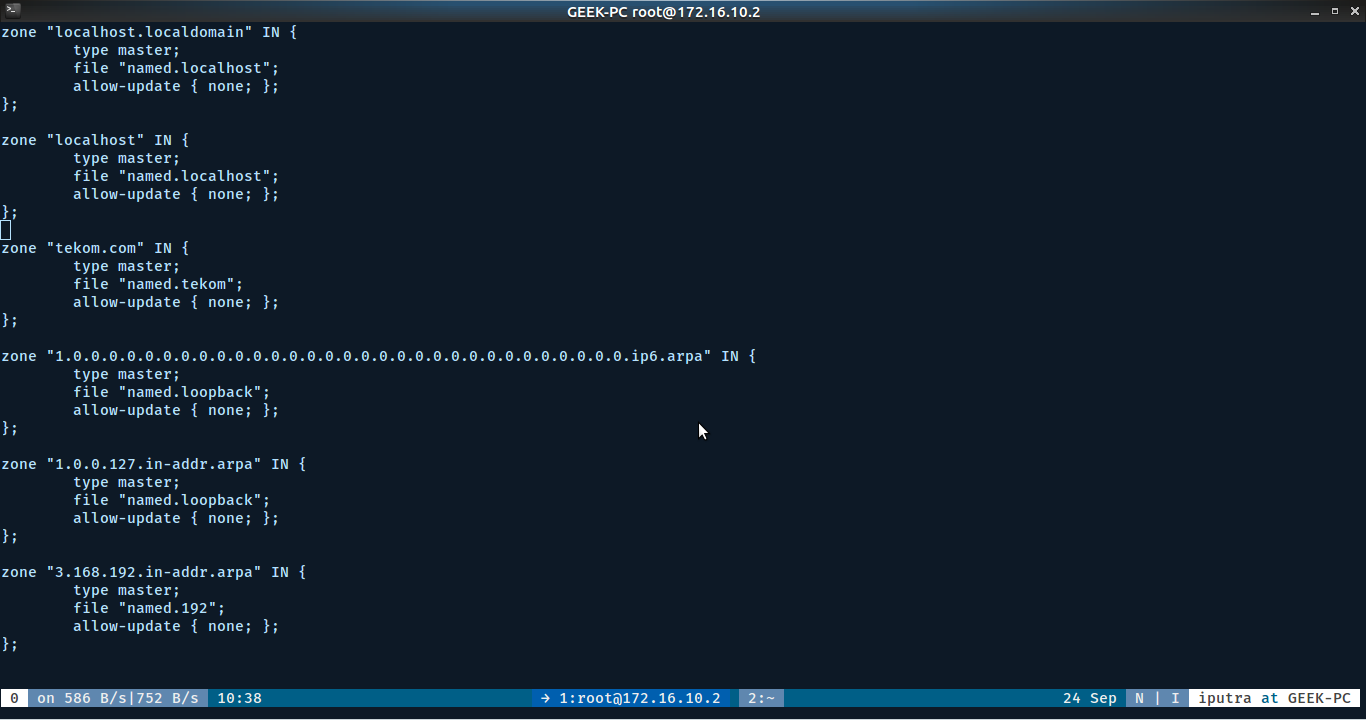 GEEK-PC root@172.16.10.2
zone "localhost.localdomain" IN {
        type master;
        file "named.localhost";
        allow-update { none; };
};

zone "localhost" IN {
        type master;
        file "named.localhost";
        allow-update { none; };
};

zone "tekom.com" IN {
        type master;
        file "named.tekom";
        allow-update { none; };
};

zone "1.0.0.0.0.0.0.0.0.0.0.0.0.0.0.0.0.0.0.0.0.0.0.0.0.0.0.0.0.0.0.0.ip6.arpa" IN {
        type master;
        file "named.loopback";
        allow-update { none; };
};

zone "1.0.0.127.in-addr.arpa" IN {
        type master;
        file "named.loopback";
        allow-update { none; };
};

zone "3.168.192.in-addr.arpa" IN {
        type master;
        file "named.192";
        allow-update { none; };
};

0 on 586 B/s|752 B/s 10:38 → 1:root@172.16.10.2 2:~ 24 Sep N | I iputra at GEEK-PC